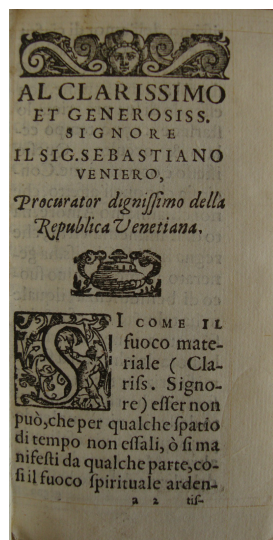 AL CLARISSIMO
ET GENEROSISS.
SIGNORE
IL SIG. SEBASTIANO
VENIERO,
Procurator digniſſimo della
Republica Venetiana.
SI COME IL
fuoco mate-
riale ( Cla-
riſs. Signo-
re) eſſer non
può, che per qualche ſpatio
di tempo non eſſali, ò ſi ma
nifeſti da qualche parte, co-
ſi il fuoco ſpirituale arden-
a 2 tiſ-